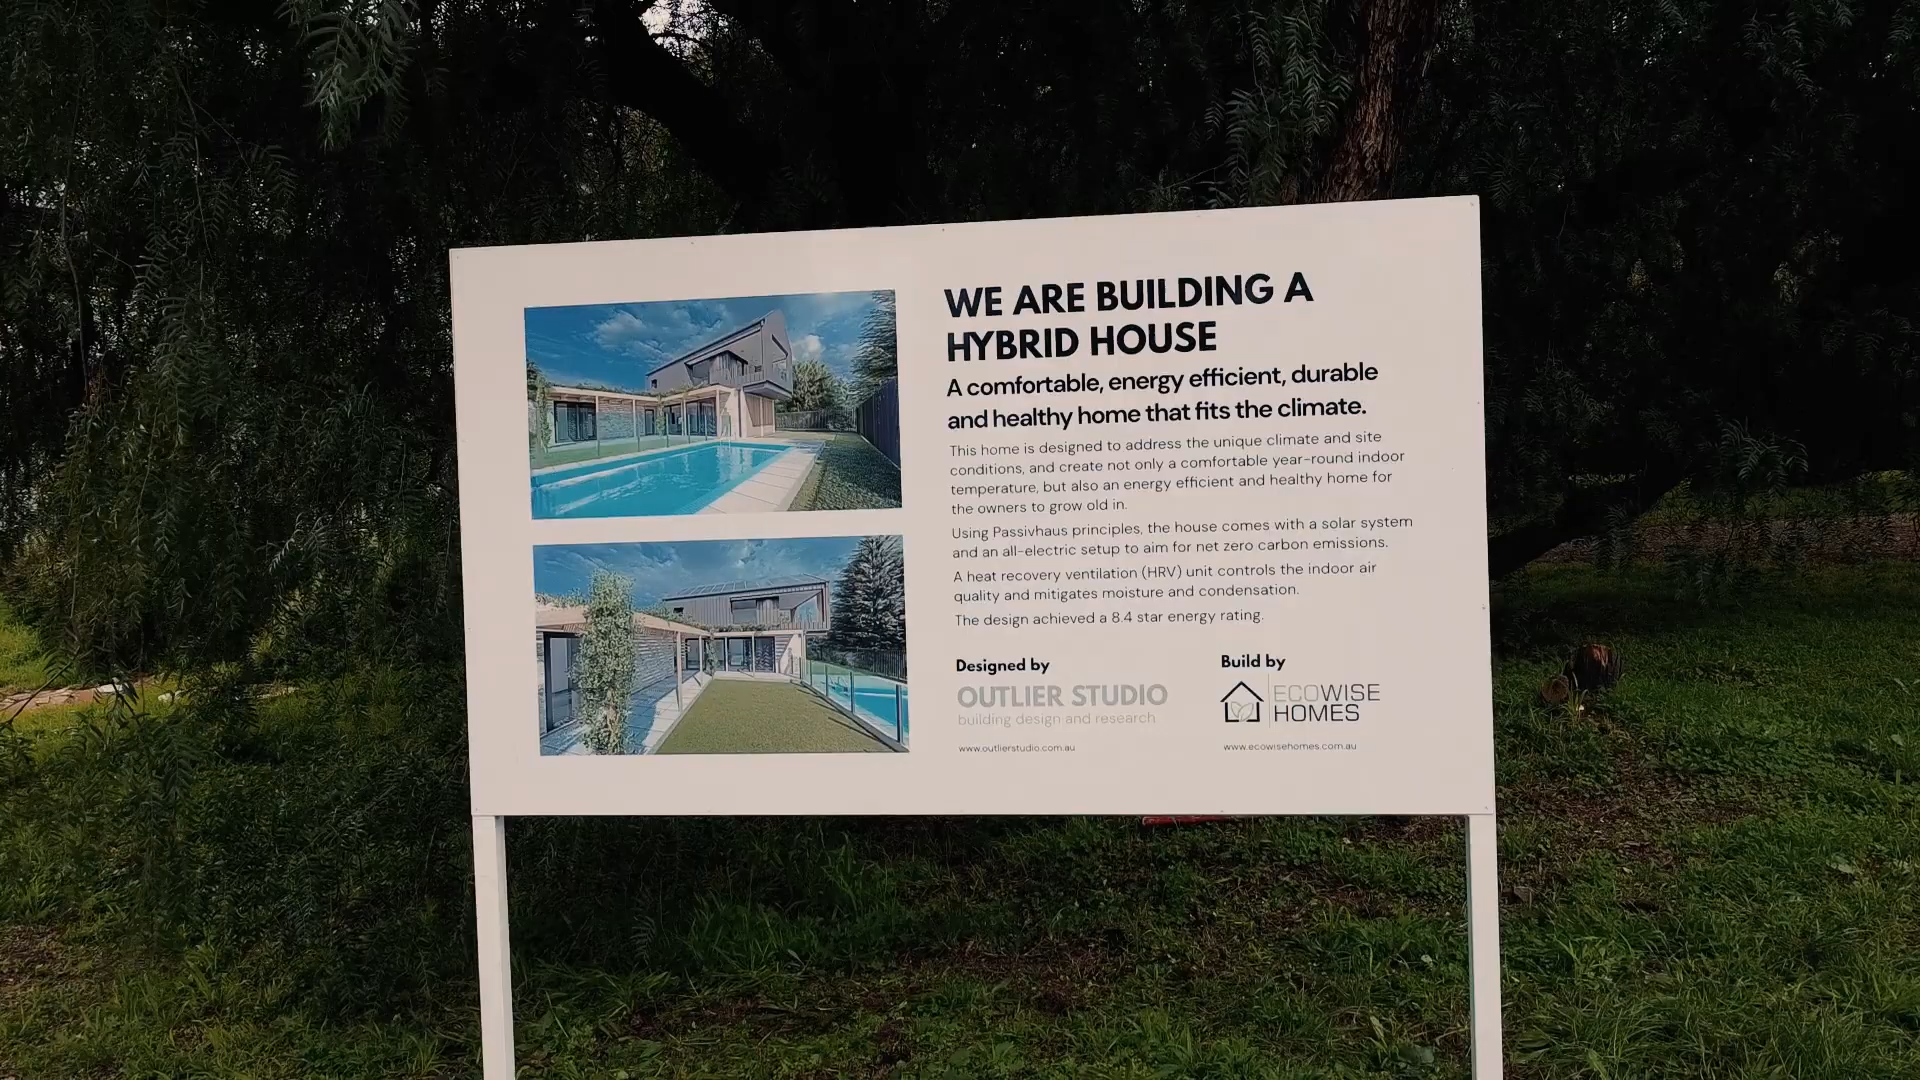 WE ARE BUILDING A
HYBRID HOUSE
A comfortable, energy efficient, durable
and healthy home that fits the climate.
This home is designed to address the unique climate and site
conditions, and create not only a comfortable year-round indoor
temperature, but also an energy efficient and healthy home for
the owners to grow old in.
Using Passivhaus principles, the house comes with a solar system
and an all-electric setup to aim for net zero carbon emissions.
A heat recovery ventilation (HRV) unit controls the indoor air
quality and mitigates moisture and condensation.
The design achieved a 8.4 star energy rating.
Designed by
OUTLIER STUDIO
building design and research
www.outlierstudio.com.au
Build by
ECOWISE
HOMES
www.ecowisehomes.com.au